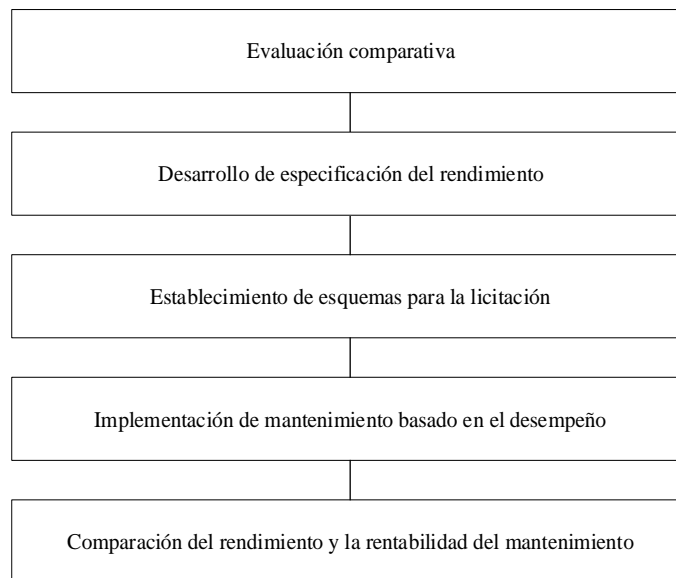 Evaluación comparativa
Desarrollo de especificación del rendimiento
Establecimiento de esquemas para la licitación
Implementación de mantenimiento basado en el desempeño
Comparación del rendimiento y la rentabilidad del mantenimiento